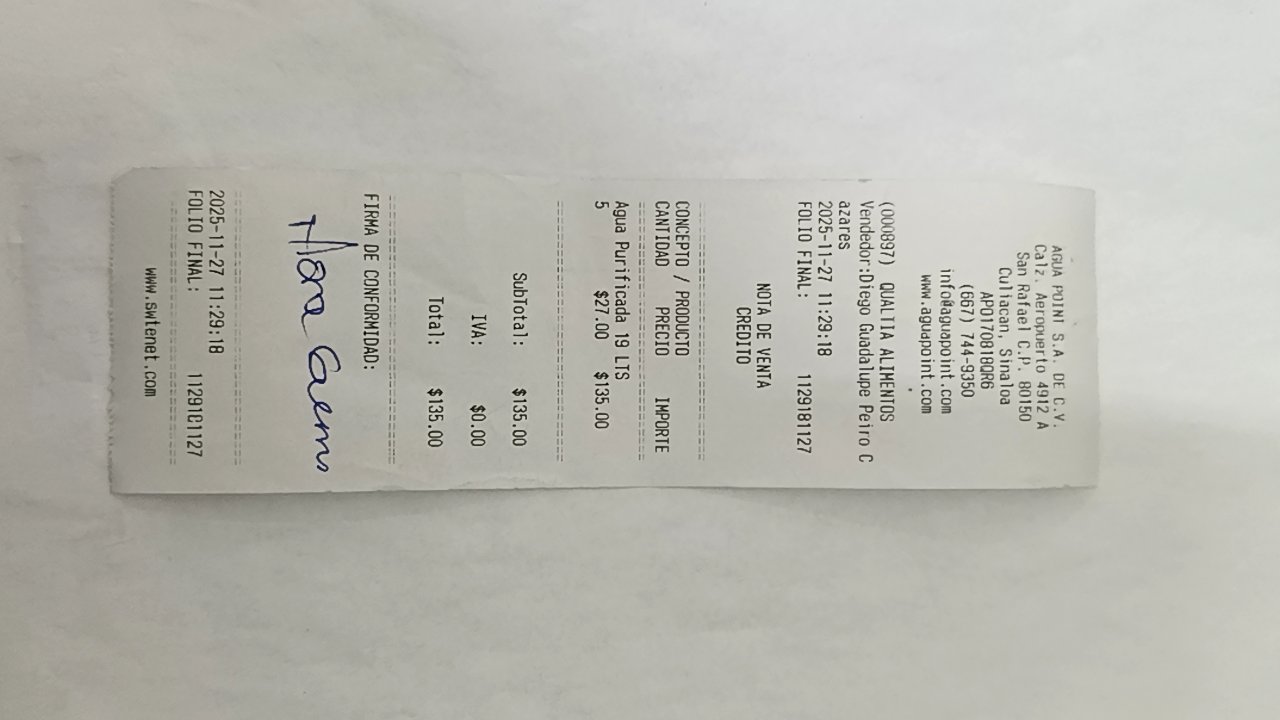 AGUA POINT S.A. DE C.V.
Calz. Aeropuerto 4912 A
San Rafael C.P. 80150
Culiacan, Sinaloa
APO170818QR6
(667) 744-9350
info@aguapoint.com
www.aguapoint.com
(000897) QUALTIA ALIMENTOS
Vendedor:Diego Guadalupe Peiro C
azares
2025-11-27 11:29:18
FOLIO FINAL: 1129181127
NOTA DE VENTA
CREDITO
CONCEPTO / PRODUCTO
CANTIDAD PRECIO IMPORTE
Agua Purificada 19 LTS
5 $27.00 $135.00
SubTotal: $135.00
IVA: $0.00
Total: $135.00
FIRMA DE CONFORMIDAD:
2025-11-27 11:29:18
FOLIO FINAL: 1129181127
www.swtenet.com